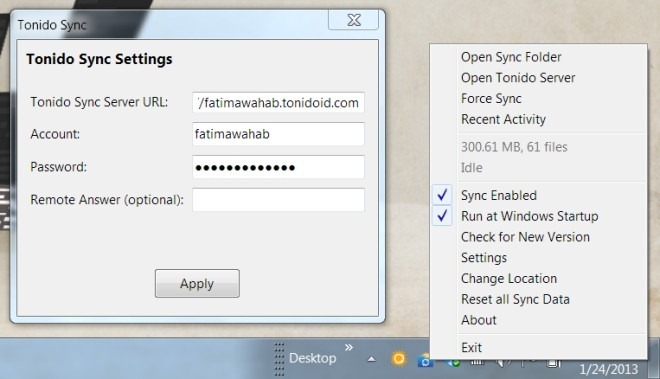 Tonido Sync
Tonido Sync Settings
Tonido Sync Server URL:
/fatimawahab.tonidoid.com
Account:
fatimawahab
Password:
●●●●●●●●●●●●●
Remote Answer (optional):
Apply
Open Sync Folder
Open Tonido Server
Force Sync
Recent Activity
300.61 MB, 61 files
Idle
Sync Enabled
Run at Windows Startup
Check for New Version
Settings
Change Location
Reset all Sync Data
About
Exit
Desktop
1/24/2013